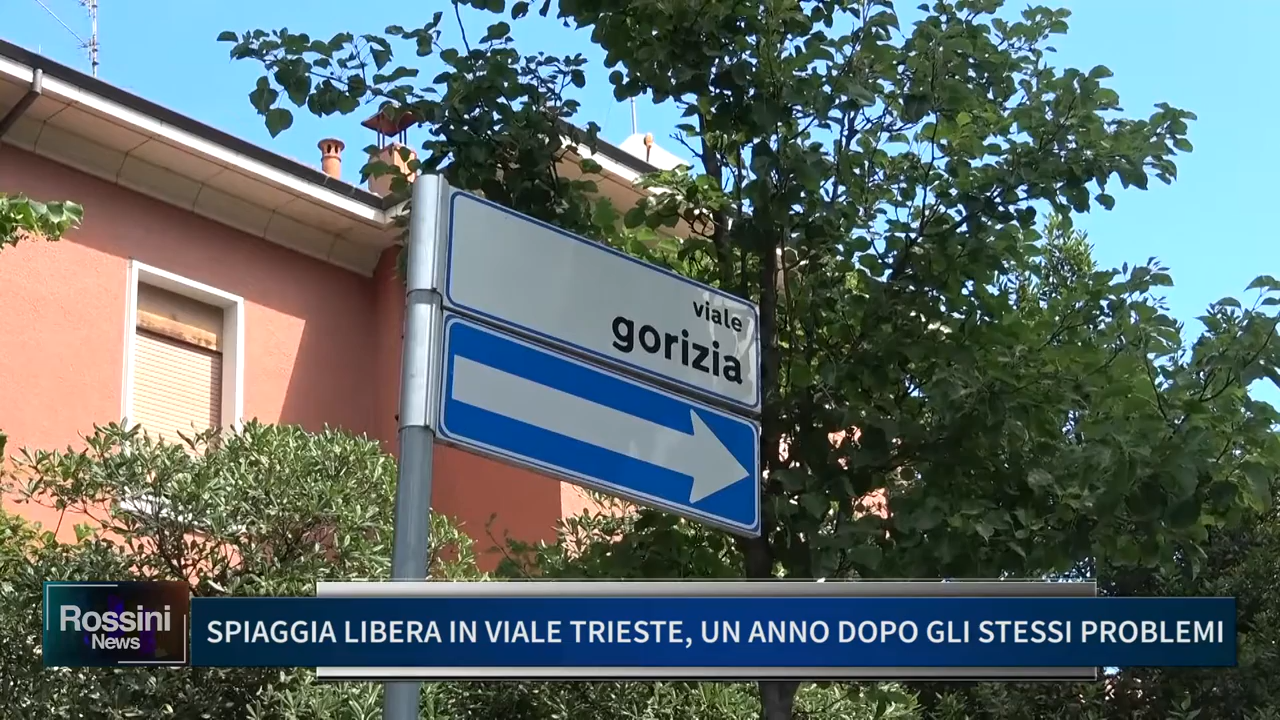 viale
gorizia
Rossini
News
SPIAGGIA LIBERA IN VIALE TRIESTE, UN ANNO DOPO GLI STESSI PROBLEMI